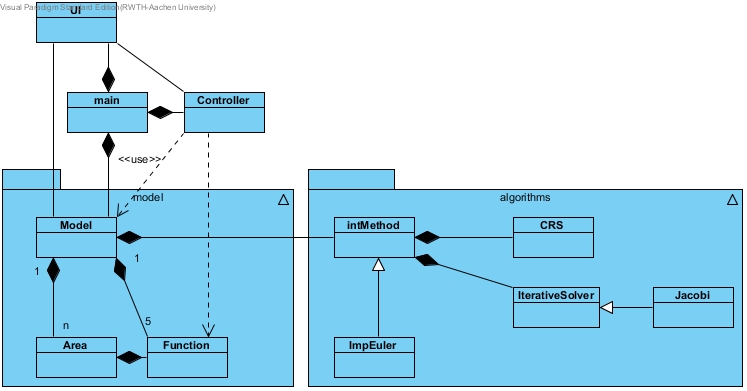 Visual Paradigm Standard Edition(RWTH-Aachen University)
UI
main
Controller
<<use>>
model
algorithms
Model
intMethod
CRS
1
1
IterativeSolver
Jacobi
n
5
Area
Function
ImpEuler